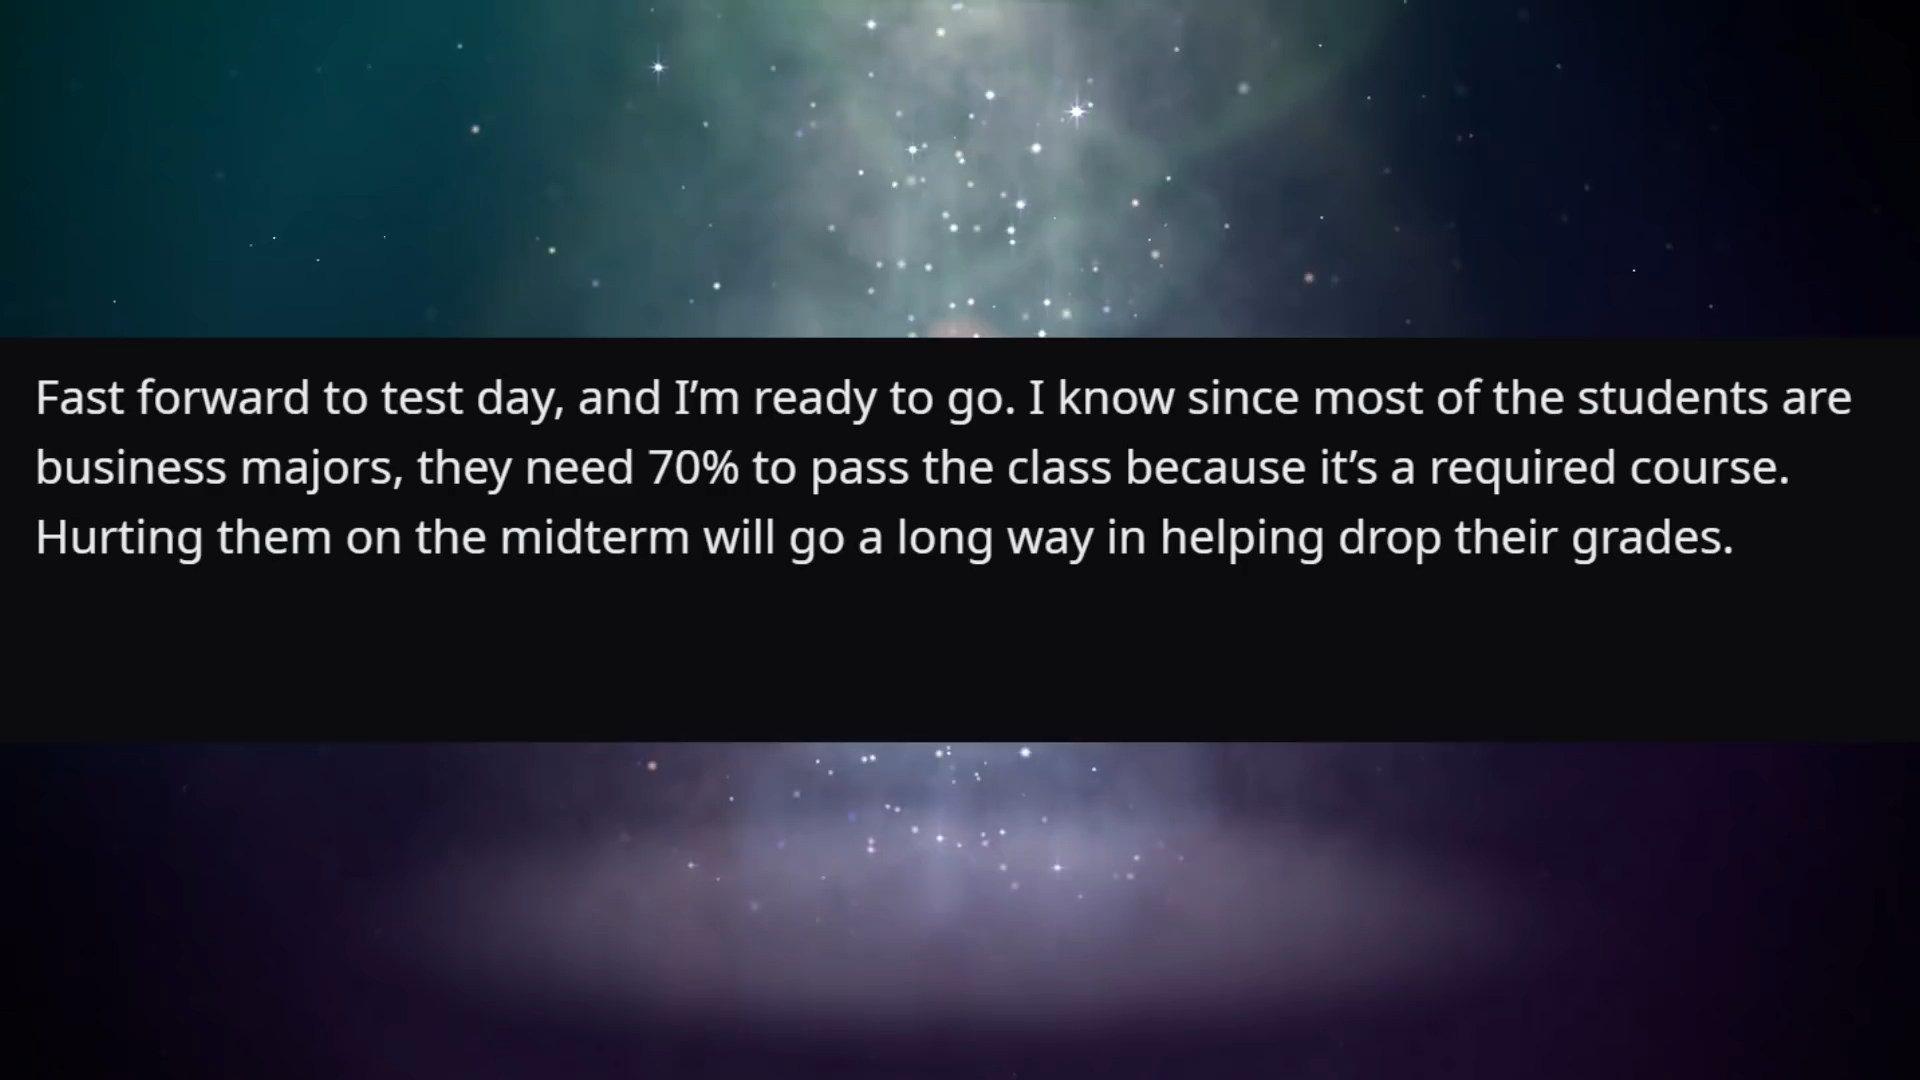 Fast forward to test day, and I’m ready to go. I know since most of the students are
business majors, they need 70% to pass the class because it’s a required course.
Hurting them on the midterm will go a long way in helping drop their grades.